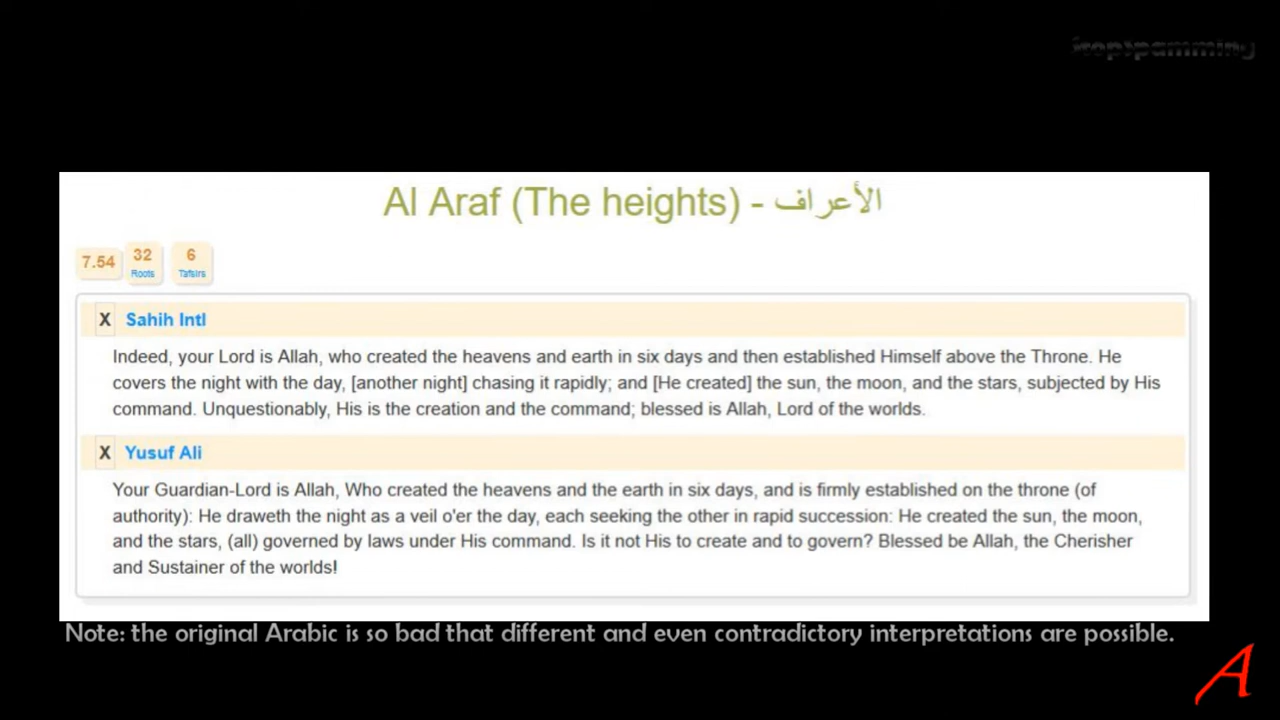 Al Araf (The heights) - الأعراف
7.54
32
Roots
6
Tafsirs
X Sahih Intl
Indeed, your Lord is Allah, who created the heavens and earth in six days and then established Himself above the Throne. He
covers the night with the day, [another night] chasing it rapidly; and [He created] the sun, the moon, and the stars, subjected by His
command. Unquestionably, His is the creation and the command; blessed is Allah, Lord of the worlds.
X Yusuf Ali
Your Guardian-Lord is Allah, Who created the heavens and the earth in six days, and is firmly established on the throne (of
authority): He draweth the night as a veil o'er the day, each seeking the other in rapid succession: He created the sun, the moon,
and the stars, (all) governed by laws under His command. Is it not His to create and to govern? Blessed be Allah, the Cherisher
and Sustainer of the worlds!
Note: the original Arabic is so bad that different and even contradictory interpretations are possible.
A